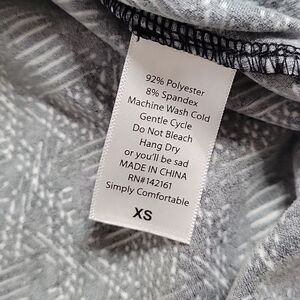 92% Polyester
8% Spandex
Machine Wash Cold
Gentle Cycle
Do Not Bleach
Hang Dry
or you'll be sad
MADE IN CHINA
RN#142161
Simply Comfortable
XS